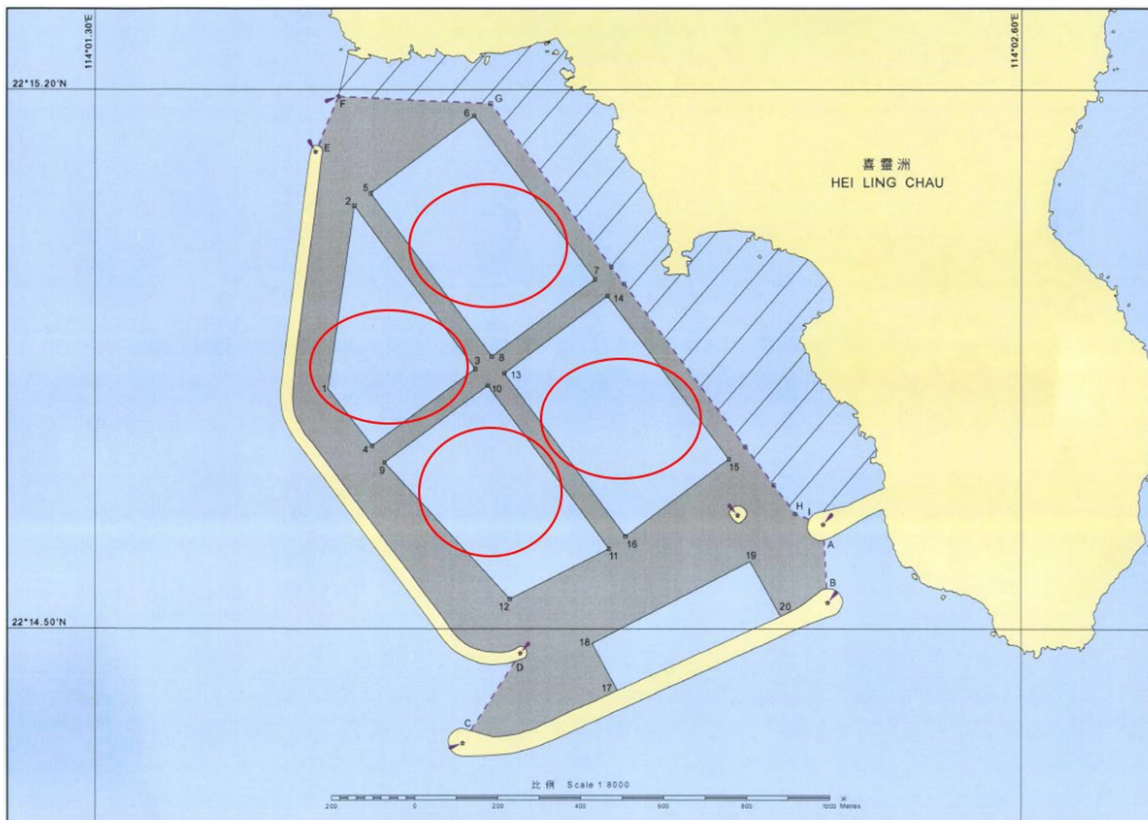 114°01.30'E
114°02.60'E
22°15.20'N
F
G
6
E
喜靈洲
HEI LING CHAU
5
2
7
14
8
3
13
1
10
4
9
15
H
I
A
11
16
19
B
12
20
22°14.50'N
18
D
17
C
比例 Scale 1:8000
200 0 200 400 600 800 1000 米
Metres